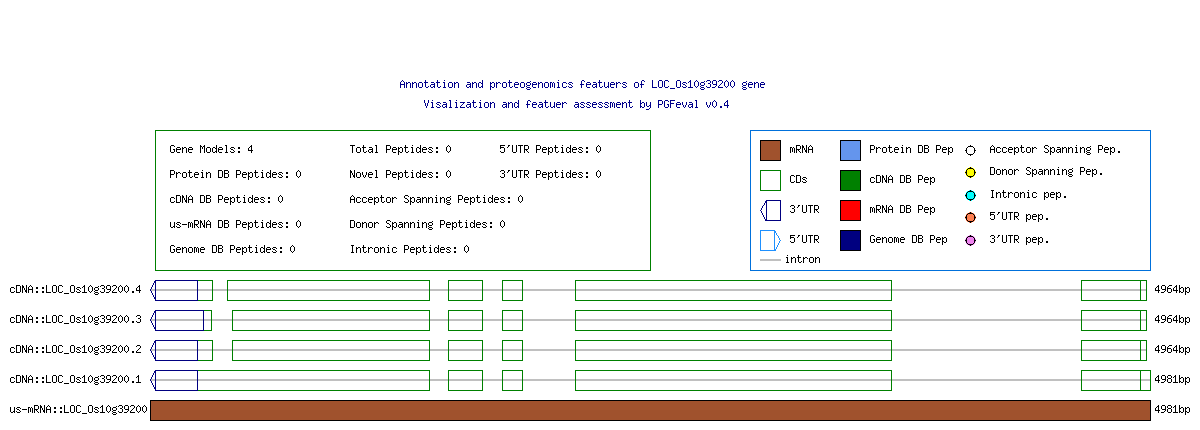 Annotation and proteogenomics featuers of LOC_Os10g39200 gene
Visalization and featuer assessment by PGFeval v0.4
Gene Models: 4 Total Peptides: 0 5'UTR Peptides: 0
Protein DB Peptides: 0 Novel Peptides: 0 3'UTR Peptides: 0
cDNA DB Peptides: 0 Acceptor Spanning Peptides: 0
us-mRNA DB Peptides: 0 Donor Spanning Peptides: 0
Genome DB Peptides: 0 Intronic Peptides: 0
mRNA Protein DB Pep Acceptor Spanning Pep.
CDs cDNA DB Pep Donor Spanning Pep.
3'UTR mRNA DB Pep Intronic pep.
5'UTR Genome DB Pep 5'UTR pep.
intron 3'UTR pep.
cDNA::LOC_Os10g39200.4 4964bp
cDNA::LOC_Os10g39200.3 4964bp
cDNA::LOC_Os10g39200.2 4964bp
cDNA::LOC_Os10g39200.1 4981bp
us-mRNA::LOC_Os10g39200 4981bp